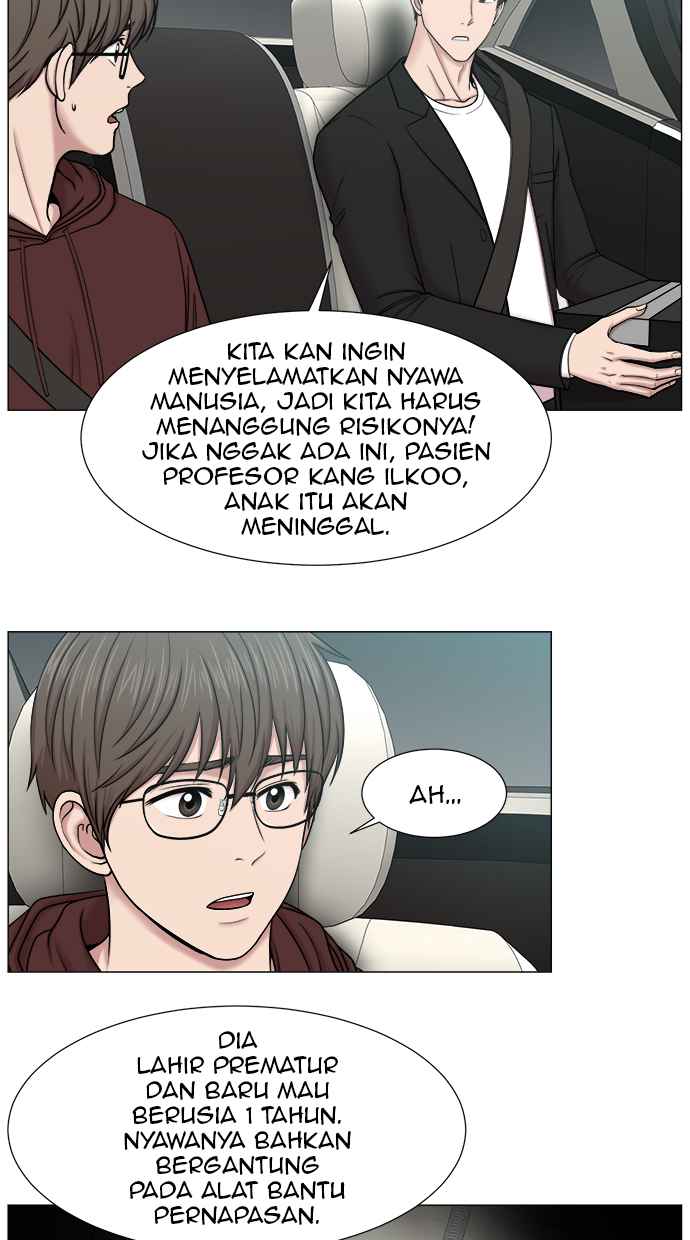 KITA KAN INGIN
MENYELAMATKAN NYAWA
MANUSIA, JADI KITA HARUS
MENANGGUNG RISIKONYA!
JIKA NGGAK ADA INI, PASIEN
PROFESOR KANG ILKOO,
ANAK ITU AKAN
MENINGGAL.
AH...
DIA
LAHIR PREMATUR
DAN BARU MAU
BERUSIA 1 TAHUN.
NYAWANYA BAHKAN
BERGANTUNG
PADA ALAT BANTU
PERNAPASAN.